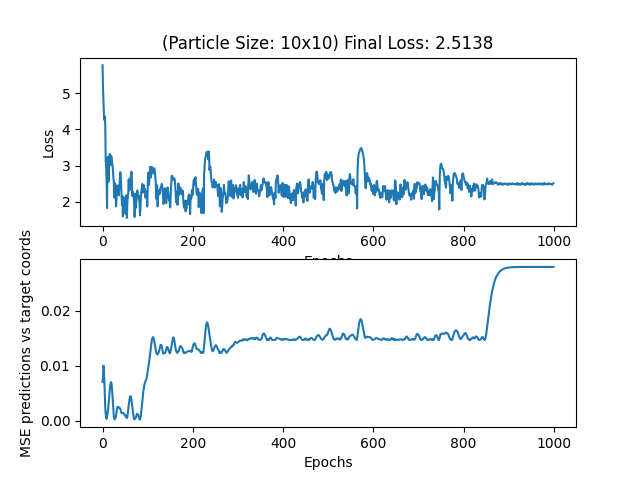 (Particle Size: 10x10) Final Loss: 2.5138
5
4
3
2
Loss
0 200 400 600 800 1000
Epochs
0.02
0.01
0.00
MSE predictions vs target coords
0 200 400 600 800 1000
Epochs